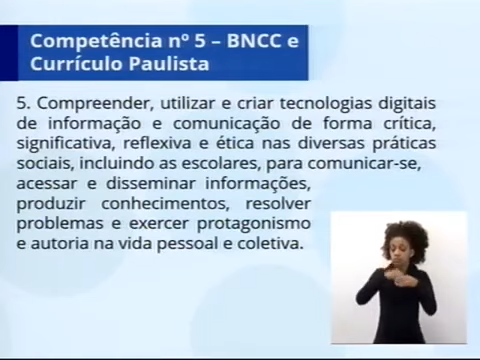 Competência nº 5 – BNCC e
Currículo Paulista
5. Compreender, utilizar e criar tecnologias digitais
de informação e comunicação de forma crítica,
significativa, reflexiva e ética nas diversas práticas
sociais, incluindo as escolares, para comunicar-se,
acessar e disseminar informações,
produzir conhecimentos, resolver
problemas e exercer protagonismo
e autoria na vida pessoal e coletiva.